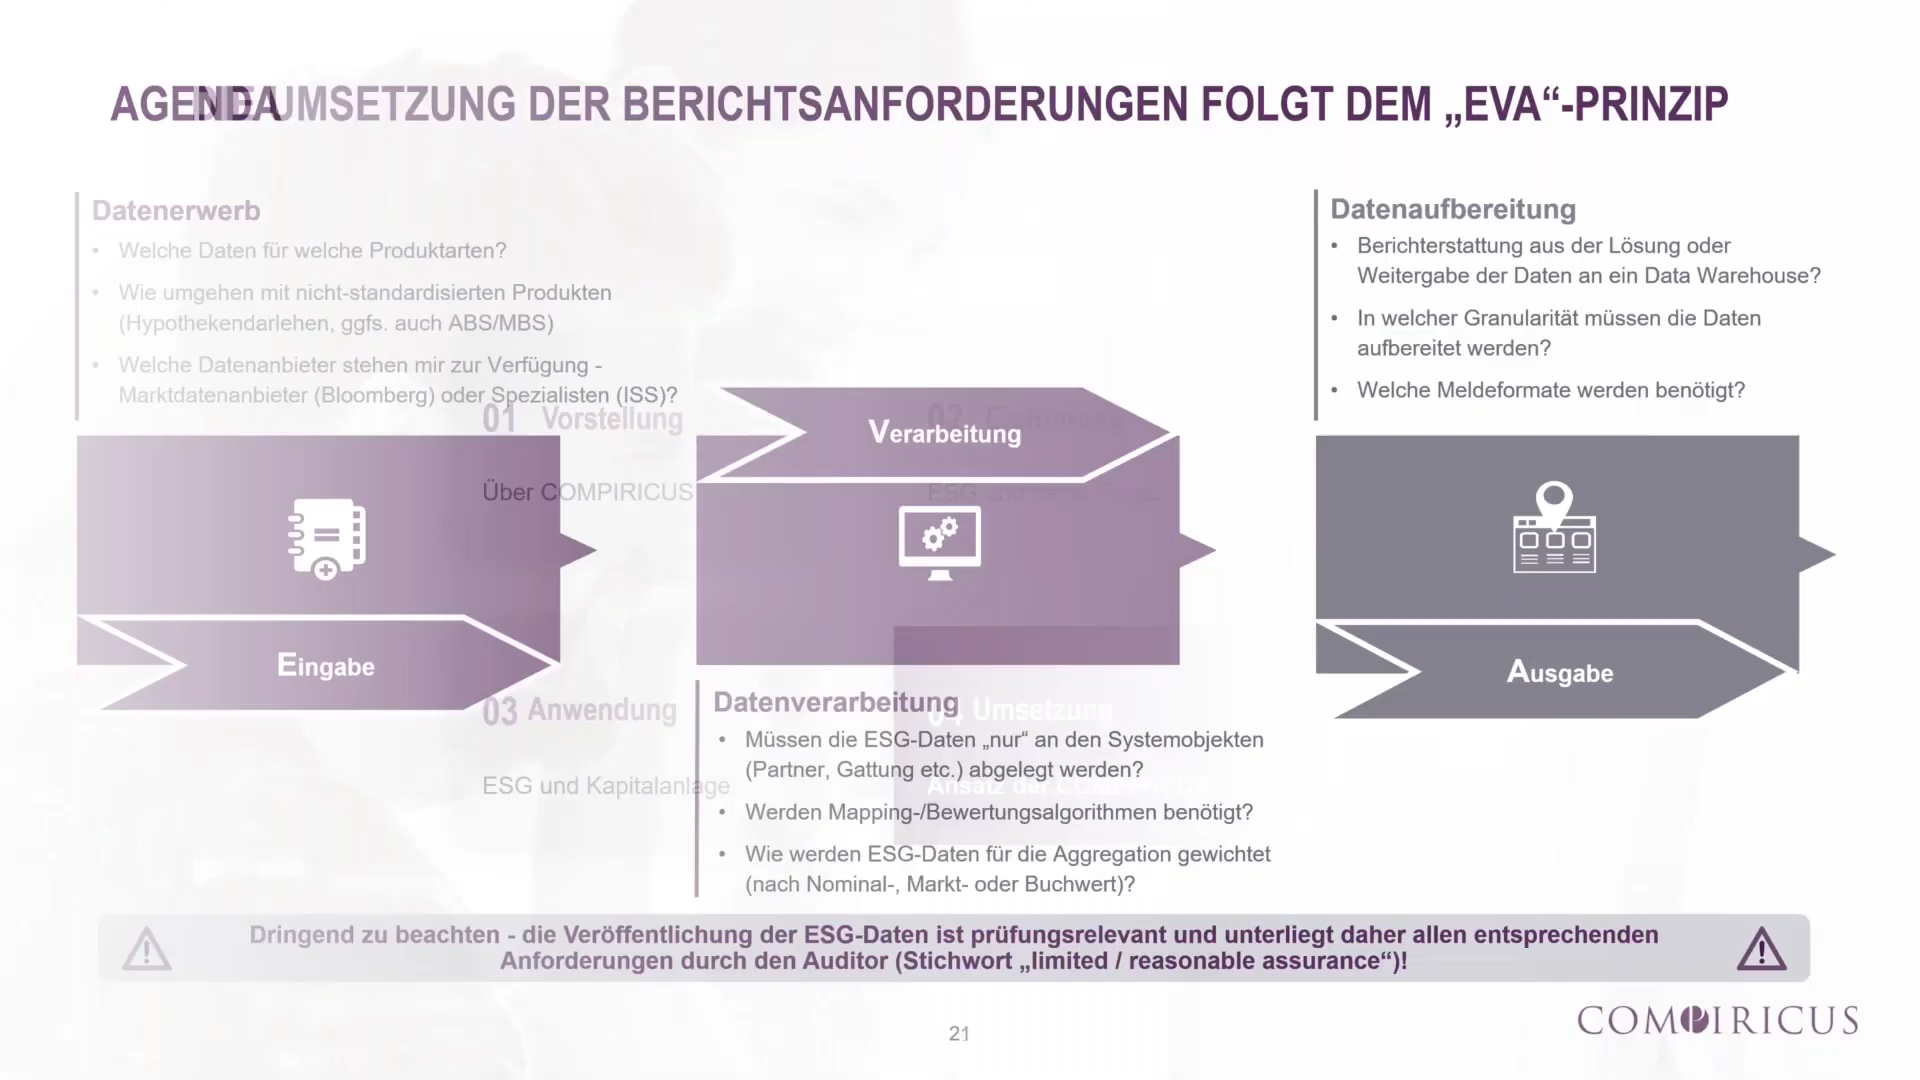 AGENDA
DIE UMSETZUNG DER BERICHTSANFORDERUNGEN FOLGT DEM „EVA“-PRINZIP
Datenerwerb
• Welche Daten für welche Produktarten?
• Wie umgehen mit nicht-standardisierten Produkten
(Hypothekendarlehen, ggfs. auch ABS/MBS)
• Welche Datenanbieter stehen mir zur Verfügung -
Marktdatenanbieter (Bloomberg) oder Spezialisten (ISS)?
Eingabe
01 Vorstellung
Über COMPIRICUS
02
ESG und
03 Anwendung
ESG und Kapitalanlage
04 Umsetzung
Ansatz der
Verarbeitung
Datenverarbeitung
• Müssen die ESG-Daten „nur“ an den Systemobjekten
(Partner, Gattung etc.) abgelegt werden?
• Werden Mapping-/Bewertungsalgorithmen benötigt?
• Wie werden ESG-Daten für die Aggregation gewichtet
(nach Nominal-, Markt- oder Buchwert)?
Datenaufbereitung
• Berichterstattung aus der Lösung oder
Weitergabe der Daten an ein Data Warehouse?
• In welcher Granularität müssen die Daten
aufbereitet werden?
• Welche Meldeformate werden benötigt?
Ausgabe
Dringend zu beachten - die Veröffentlichung der ESG-Daten ist prüfungsrelevant und unterliegt daher allen entsprechenden
Anforderungen durch den Auditor (Stichwort „limited / reasonable assurance“)!
21
COMPIRICUS